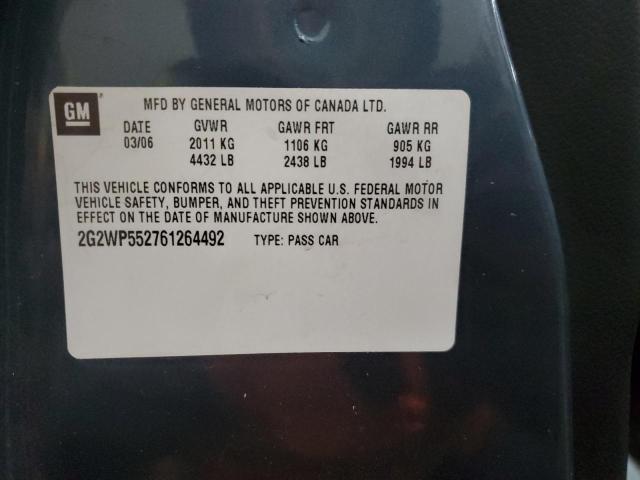 GM
MFD BY GENERAL MOTORS OF CANADA LTD.
DATE GVWR GAWR FRT GAWR RR
03/06 2011 KG 1106 KG 905 KG
4432 LB 2438 LB 1994 LB
THIS VEHICLE CONFORMS TO ALL APPLICABLE U.S. FEDERAL MOTOR
VEHICLE SAFETY, BUMPER, AND THEFT PREVENTION STANDARDS IN
EFFECT ON THE DATE OF MANUFACTURE SHOWN ABOVE.
2G2WP552761264492 TYPE: PASS CAR